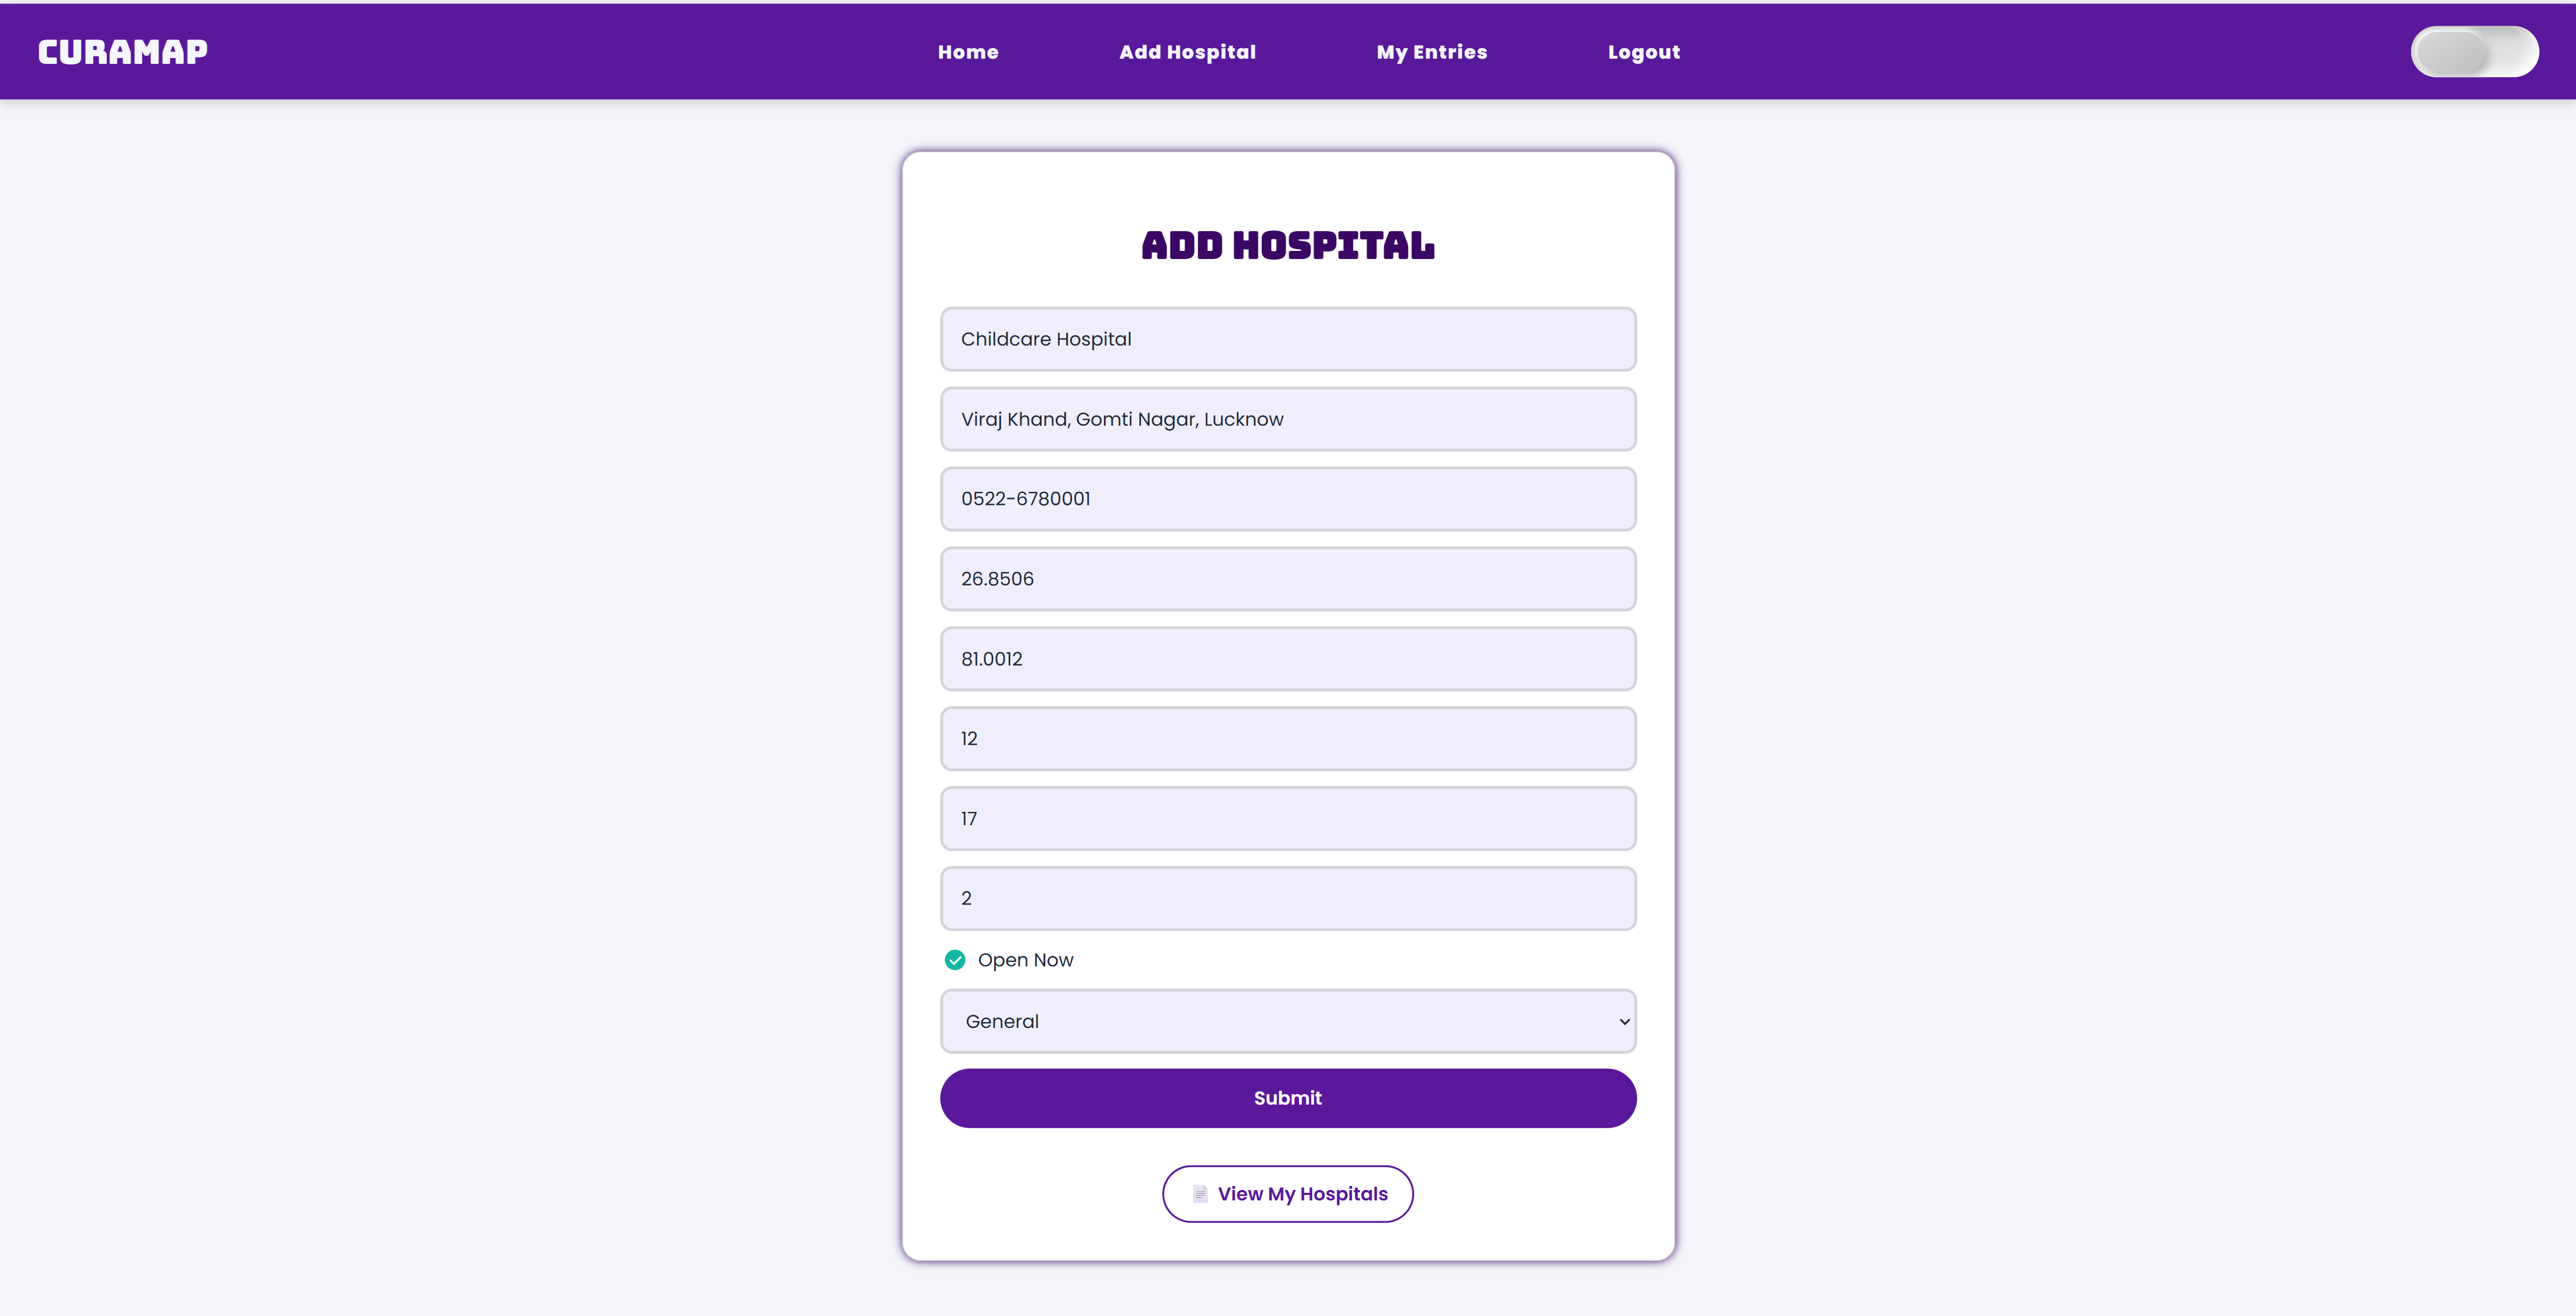 CURAMAP
Home Add Hospital My Entries Logout
ADD HOSPITAL
Childcare Hospital
Viraj Khand, Gomti Nagar, Lucknow
0522-6780001
26.8506
81.0012
12
17
2
Open Now
General
Submit
View My Hospitals